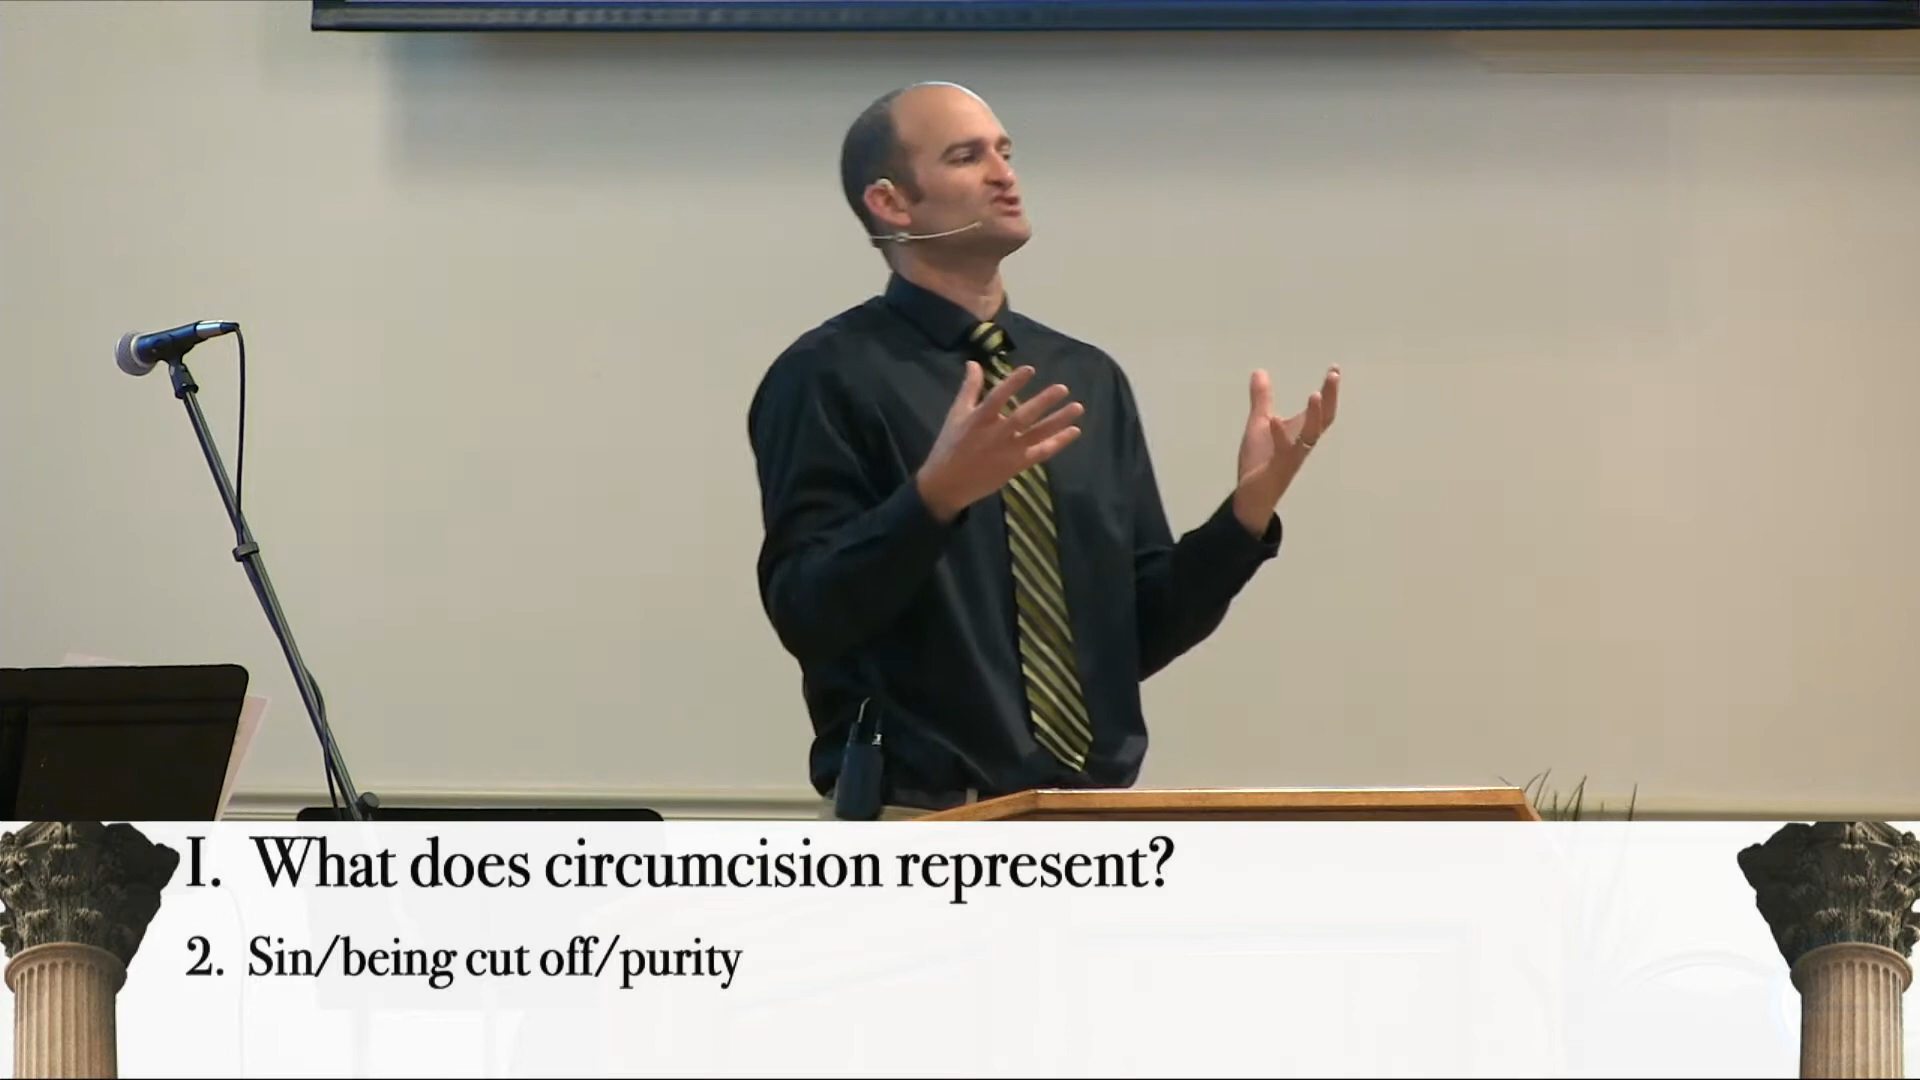 I. What does circumcision represent?
2. Sin/being cut off/purity